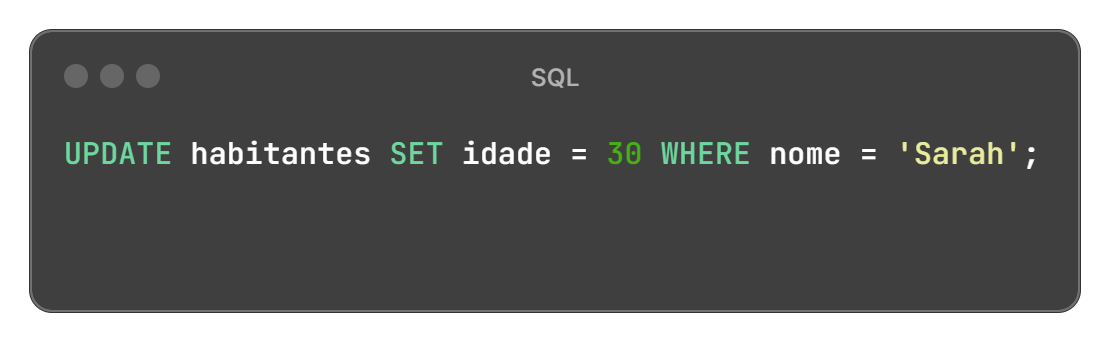 SQL
UPDATE habitantes SET idade = 30 WHERE nome = 'Sarah';